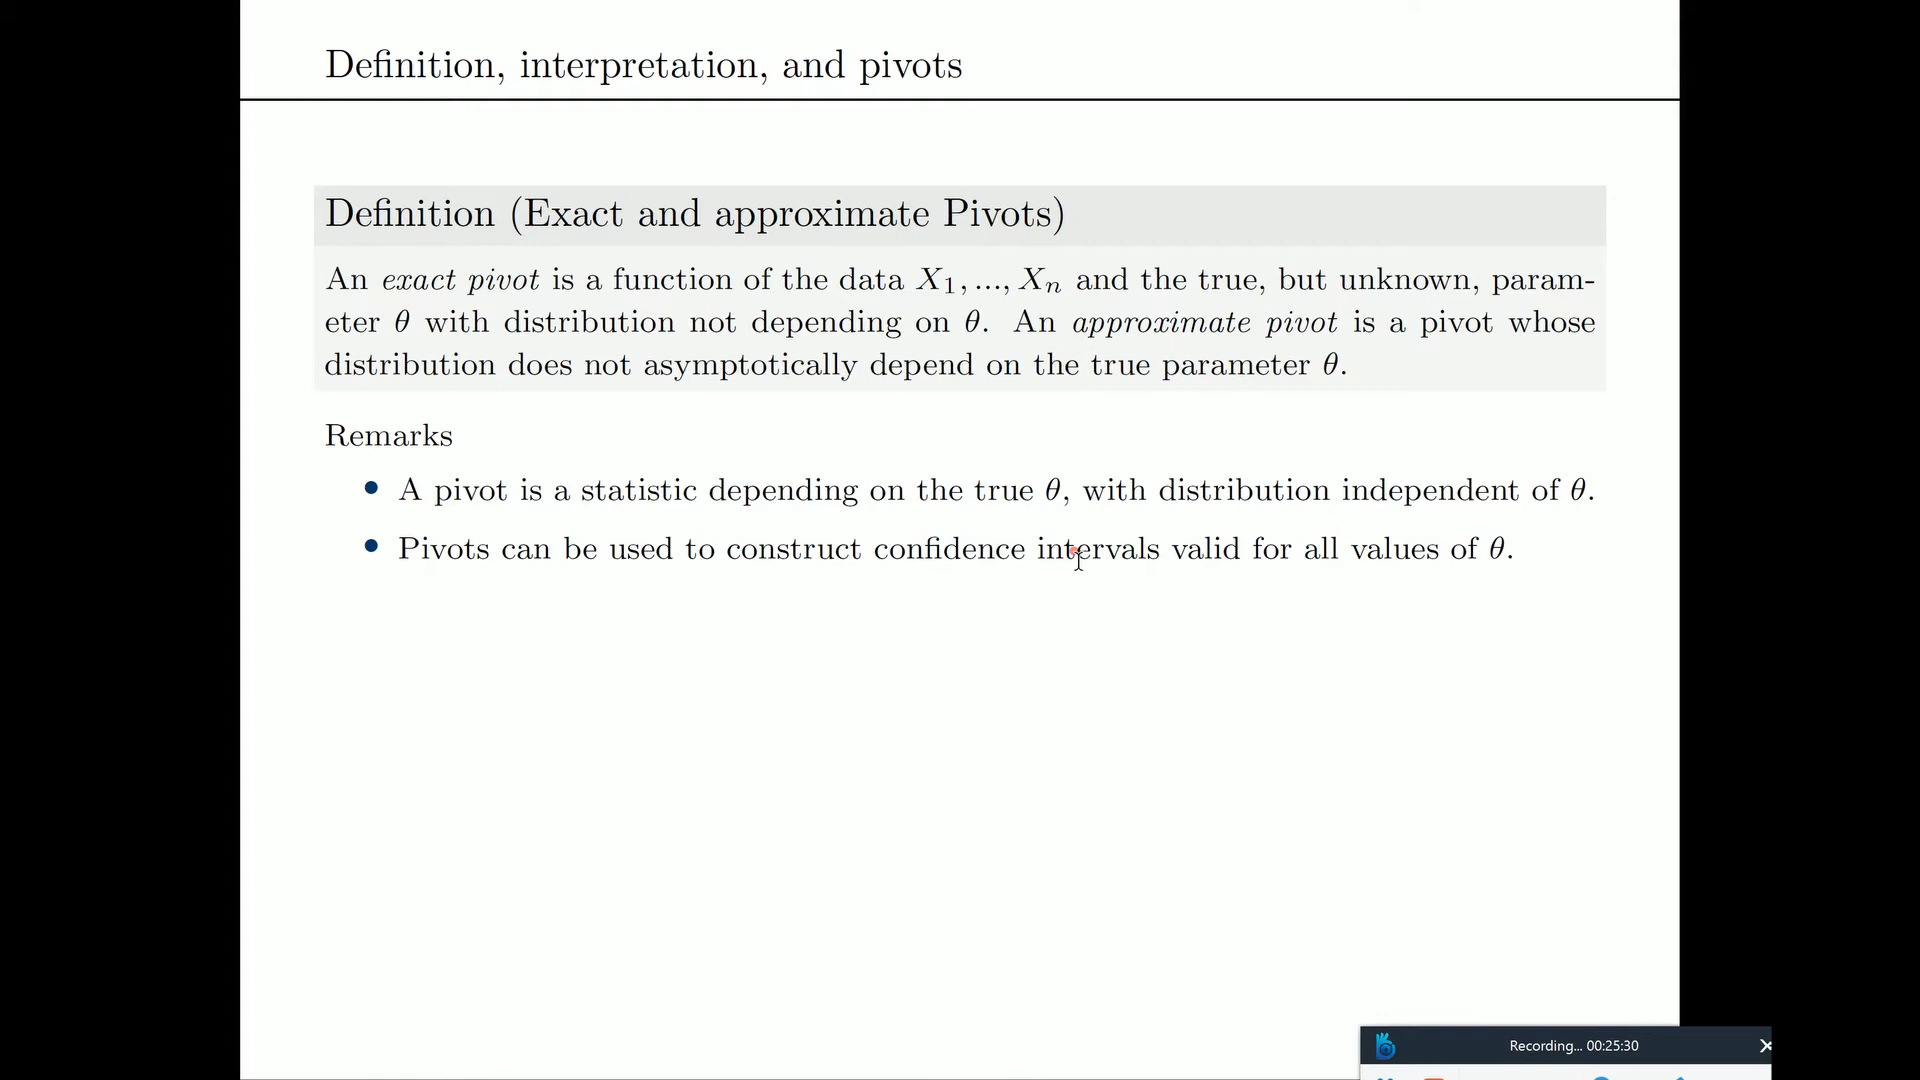 Definition, interpretation, and pivots
Definition (Exact and approximate Pivots)
An exact pivot is a function of the data X₁, ..., Xₙ and the true, but unknown, param-
eter θ with distribution not depending on θ. An approximate pivot is a pivot whose
distribution does not asymptotically depend on the true parameter θ.
Remarks
• A pivot is a statistic depending on the true θ, with distribution independent of θ.
• Pivots can be used to construct confidence intervals valid for all values of θ.
Recording... 00:25:30